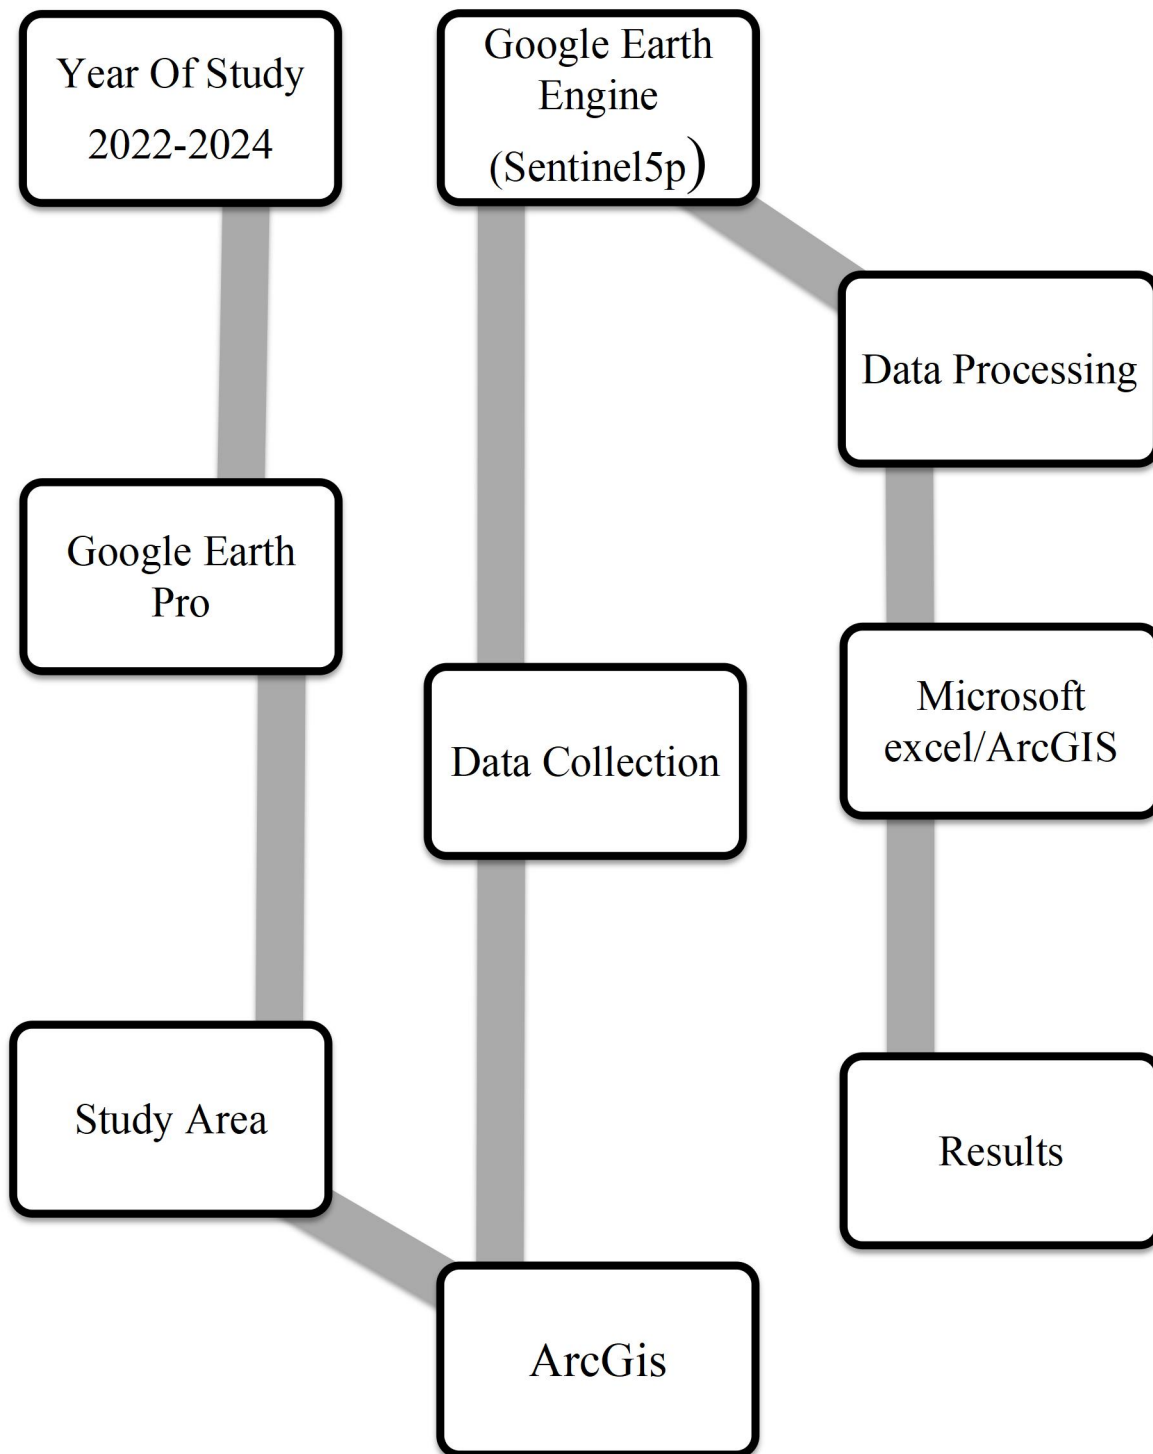 Year Of Study
2022-2024
Google Earth
Pro
Study Area
ArcGis
Data Collection
Google Earth
Engine
(Sentinel5p)
Data Processing
Microsoft
excel/ArcGIS
Results